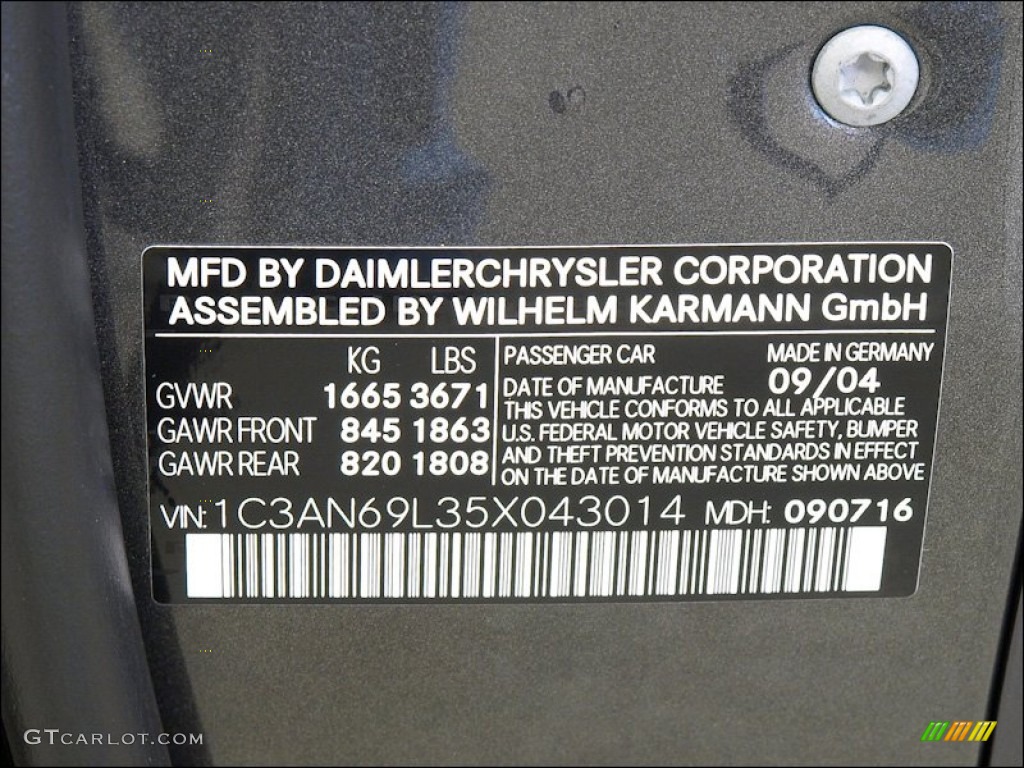 MFD BY DAIMLERCHRYSLER CORPORATION
ASSEMBLED BY WILHELM KARMANN GmbH
KG LBS
GVWR 1665 3671
GAWR FRONT 845 1863
GAWR REAR 820 1808
PASSENGER CAR MADE IN GERMANY
DATE OF MANUFACTURE 09/04
THIS VEHICLE CONFORMS TO ALL APPLICABLE
U.S. FEDERAL MOTOR VEHICLE SAFETY, BUMPER
AND THEFT PREVENTION STANDARDS IN EFFECT
ON THE DATE OF MANUFACTURE SHOWN ABOVE
VIN: 1C3AN69L35X043014 MDH: 090716
GTCARLOT.COM